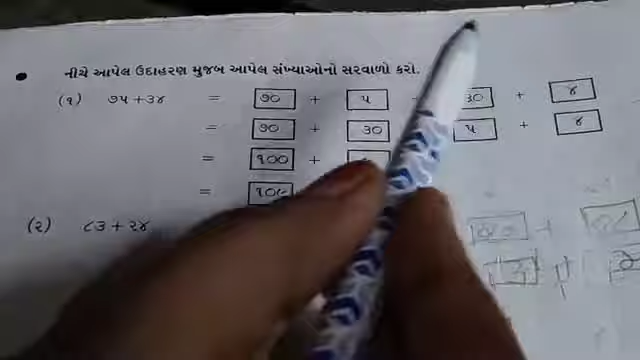 • નીચે આપેલ ઉદાહરણ મુજબ આપેલ સંખ્યાઓનો સરવાળો કરો.
(૧) ૭૫+૩૪ = ૭૦ + ૫ ૩૦ + ૪
= ૭૦ + ૩૦ ૫ + ૪
= ૧૦૦ +
= ૧૦૯
(૨) ૮૩+૨૪